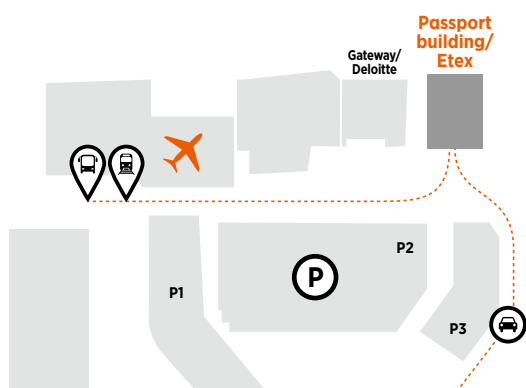 Passport
building/
Etex
Gateway/
Deloitte
P2
P
P1
P3